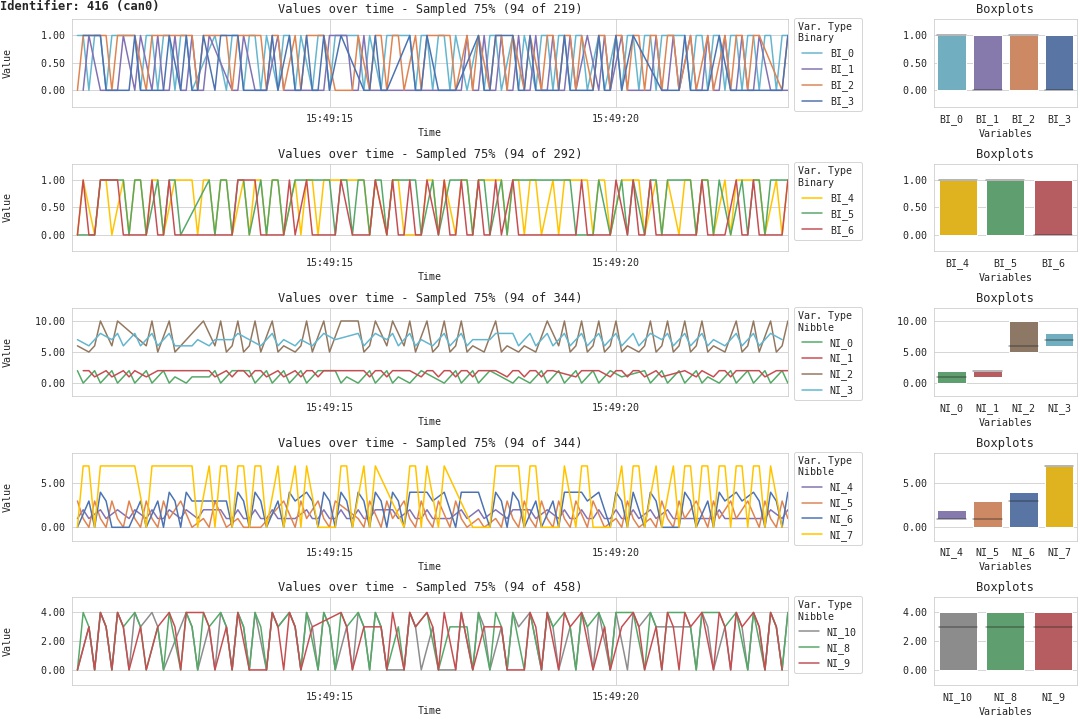 Identifier: 416 (can0)
Values over time - Sampled 75% (94 of 219)
Boxplots
Value
1.00
0.50
0.00
15:49:15
15:49:20
Time
Var. Type
Binary
BI_0
BI_1
BI_2
BI_3
1.00
0.50
0.00
BI_0 BI_1 BI_2 BI_3
Variables
Values over time - Sampled 75% (94 of 292)
Boxplots
Value
1.00
0.50
0.00
15:49:15
15:49:20
Time
Var. Type
Binary
BI_4
BI_5
BI_6
1.00
0.50
0.00
BI_4 BI_5 BI_6
Variables
Values over time - Sampled 75% (94 of 344)
Boxplots
Value
10.00
5.00
0.00
15:49:15
15:49:20
Time
Var. Type
Nibble
NI_0
NI_1
NI_2
NI_3
10.00
5.00
0.00
NI_0 NI_1 NI_2 NI_3
Variables
Values over time - Sampled 75% (94 of 344)
Boxplots
Value
5.00
0.00
15:49:15
15:49:20
Time
Var. Type
Nibble
NI_4
NI_5
NI_6
NI_7
5.00
0.00
NI_4 NI_5 NI_6 NI_7
Variables
Values over time - Sampled 75% (94 of 458)
Boxplots
Value
4.00
2.00
0.00
15:49:15
15:49:20
Time
Var. Type
Nibble
NI_10
NI_8
NI_9
4.00
2.00
0.00
NI_10 NI_8 NI_9
Variables